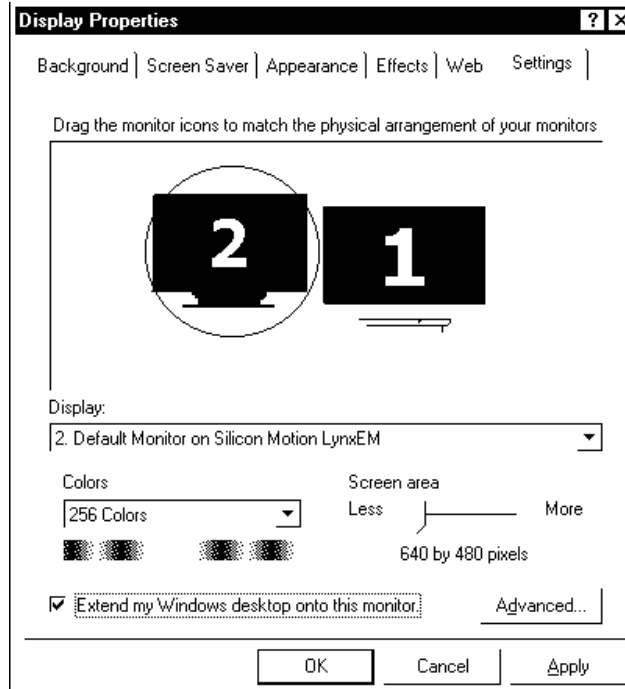 Display Properties ? X
Background Screen Saver Appearance Effects Web Settings
Drag the monitor icons to match the physical arrangement of your monitors
2 1
Display:
2. Default Monitor on Silicon Motion LynxEM
Colors Screen area
256 Colors Less More
640 by 480 pixels
Extend my Windows desktop onto this monitor. Advanced...
OK Cancel Apply